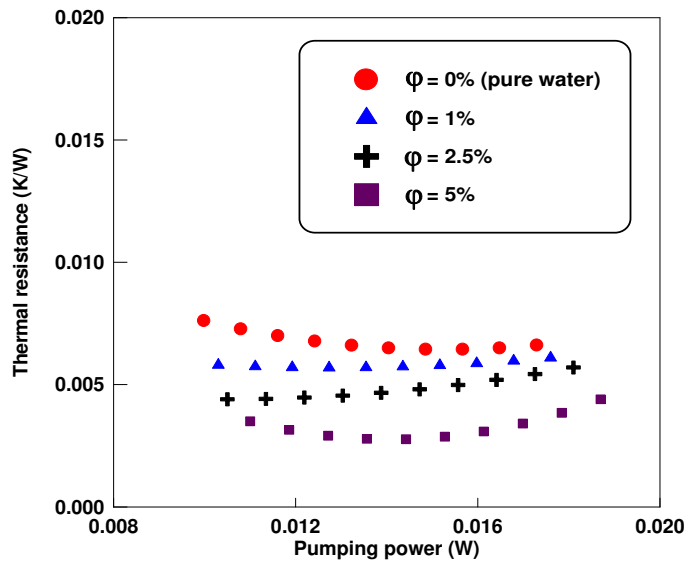 0.020
φ = 0% (pure water)
φ = 1%
φ = 2.5%
φ = 5%
0.015
0.010
0.005
0.000
Thermal resistance (K/W)
0.008
0.012
0.016
0.020
Pumping power (W)